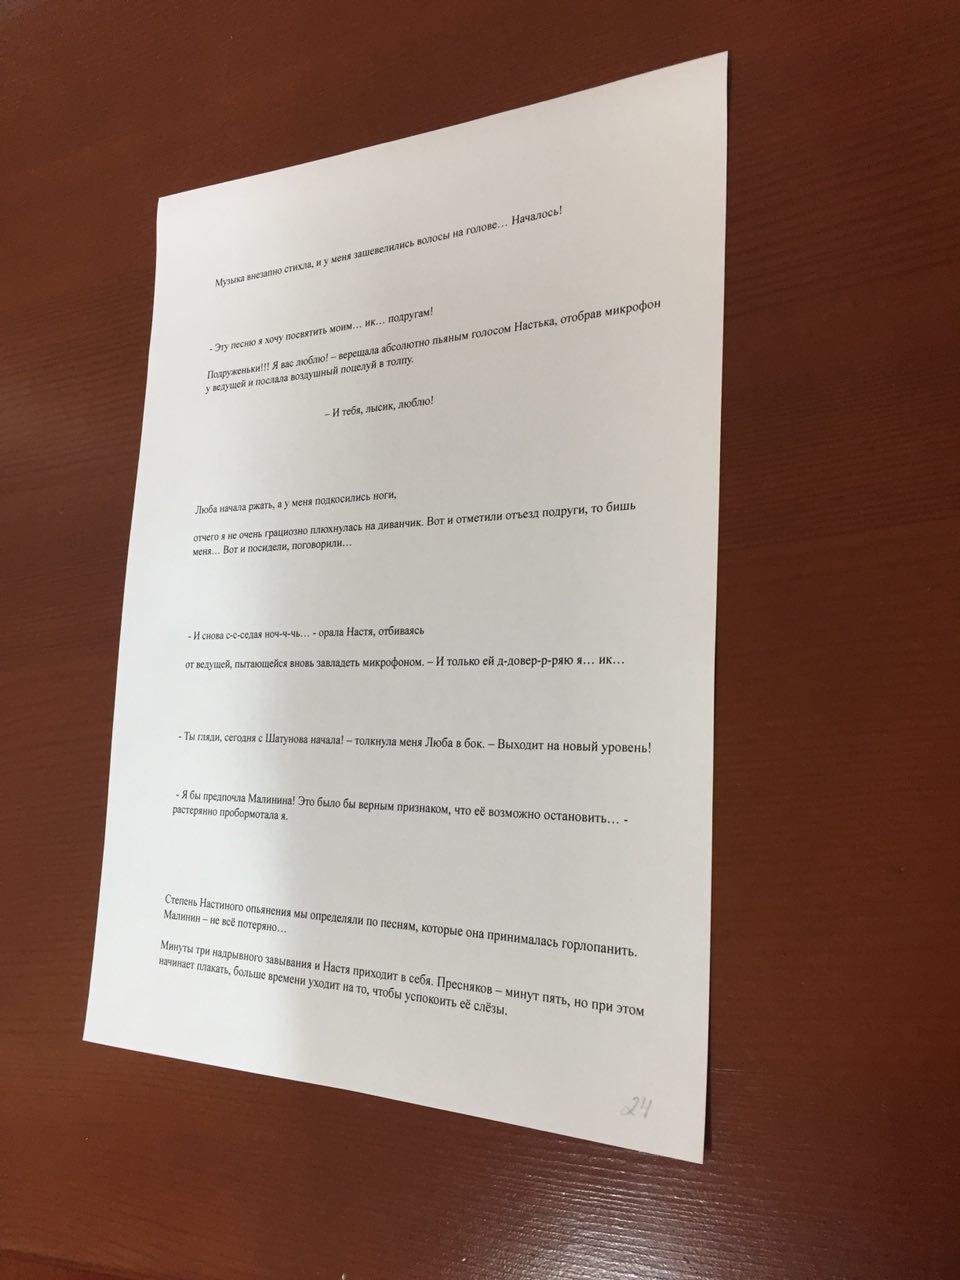 Музыка внезапно стихла, и у меня зашевелились волосы на голове… Началось!
- Эту песню я хочу посвятить моим… ик… подругам!
Подруженьки!!! Я вас люблю! – верещала абсолютно пьяным голосом Настька, отобрав микрофон
у ведущей и послала воздушный поцелуй в толпу.
– И тебя, лысик, люблю!
Люба начала ржать, а у меня подкосились ноги,
отчего я не очень грациозно плюхнулась на диванчик. Вот и отметили отъезд подруги, то бишь
меня… Вот и посидели, поговорили…
- И снова с-с-седая ноч-ч-чь… - орала Настя, отбиваясь
от ведущей, пытающейся вновь завладеть микрофоном. – И только ей д-довер-р-ряю я… ик…
- Ты гляди, сегодня с Шатунова начала! – толкнула меня Люба в бок. – Выходит на новый уровень!
- Я бы предпочла Малинина! Это было бы верным признаком, что её возможно остановить… -
растерянно пробормотала я.
Степень Настиного опьянения мы определяли по песням, которые она принималась горлопанить.
Малинин – не всё потеряно…
Минуты три надрывного завывания и Настя приходит в себя. Пресняков – минут пять, но при этом
начинает плакать, больше времени уходит на то, чтобы успокоить её слёзы.
24